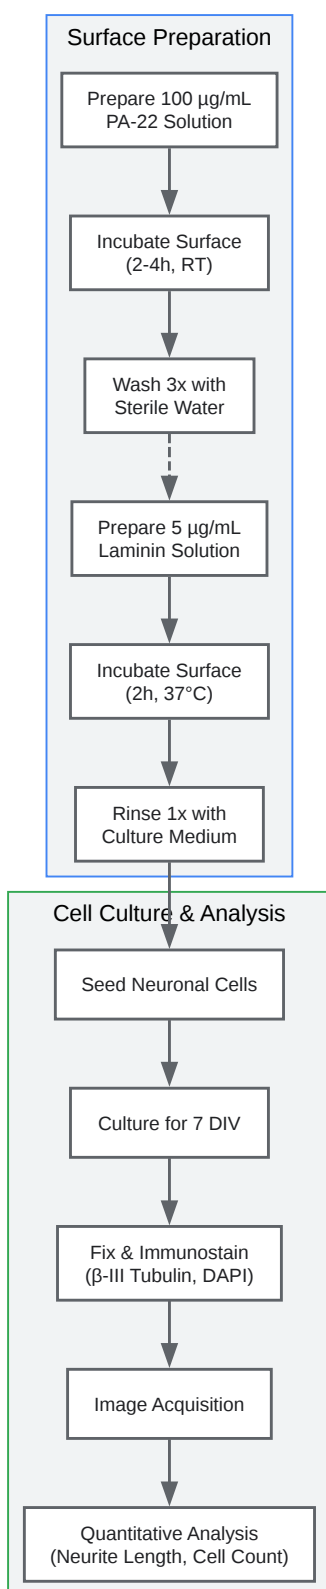 Surface Preparation
Prepare 100 µg/mL
PA-22 Solution
Incubate Surface
(2-4h, RT)
Wash 3x with
Sterile Water
Prepare 5 µg/mL
Laminin Solution
Incubate Surface
(2h, 37°C)
Rinse 1x with
Culture Medium
Cell Culture & Analysis
Seed Neuronal Cells
Culture for 7 DIV
Fix & Immunostain
(β-III Tubulin, DAPI)
Image Acquisition
Quantitative Analysis
(Neurite Length, Cell Count)